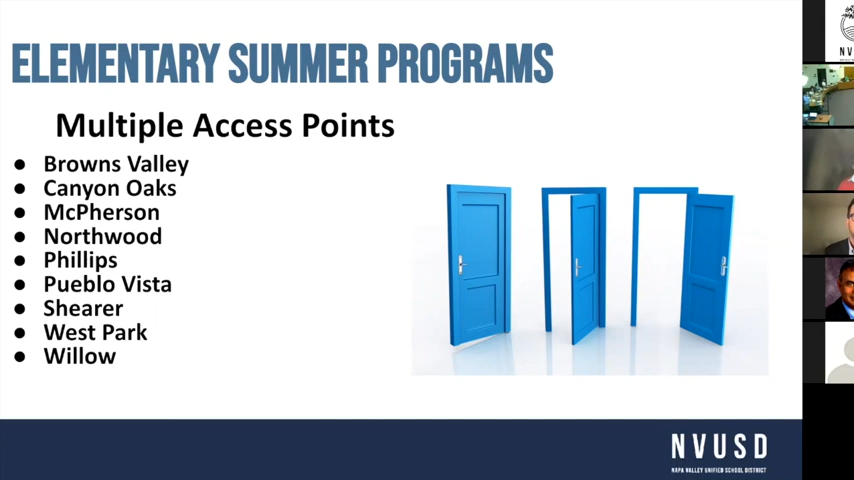 ELEMENTARY SUMMER PROGRAMS
Multiple Access Points
● Browns Valley
● Canyon Oaks
● McPherson
● Northwood
● Phillips
● Pueblo Vista
● Shearer
● West Park
● Willow
NVUSD
NAPA VALLEY UNIFIED SCHOOL DISTRICT
N V